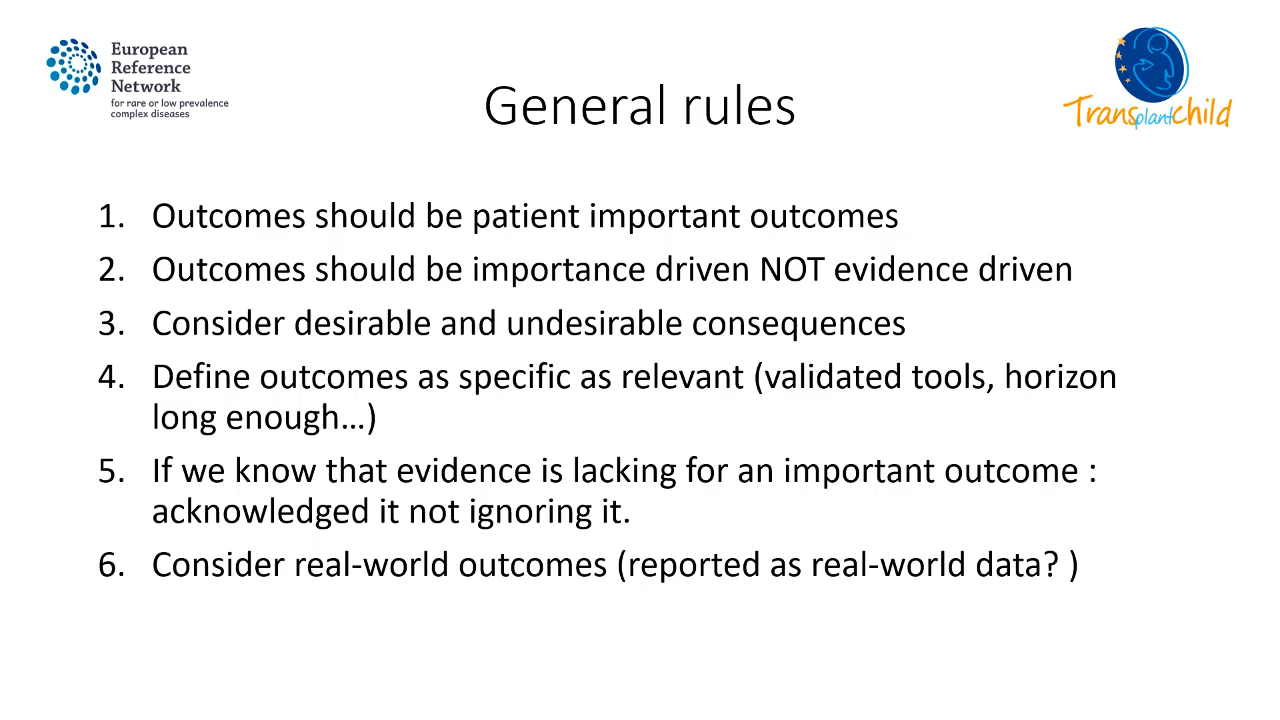 European
Reference
Network
for rare or low prevalence
complex diseases
TransplantChild
General rules
1. Outcomes should be patient important outcomes
2. Outcomes should be importance driven NOT evidence driven
3. Consider desirable and undesirable consequences
4. Define outcomes as specific as relevant (validated tools, horizon
long enough…)
5. If we know that evidence is lacking for an important outcome :
acknowledged it not ignoring it.
6. Consider real-world outcomes (reported as real-world data? )